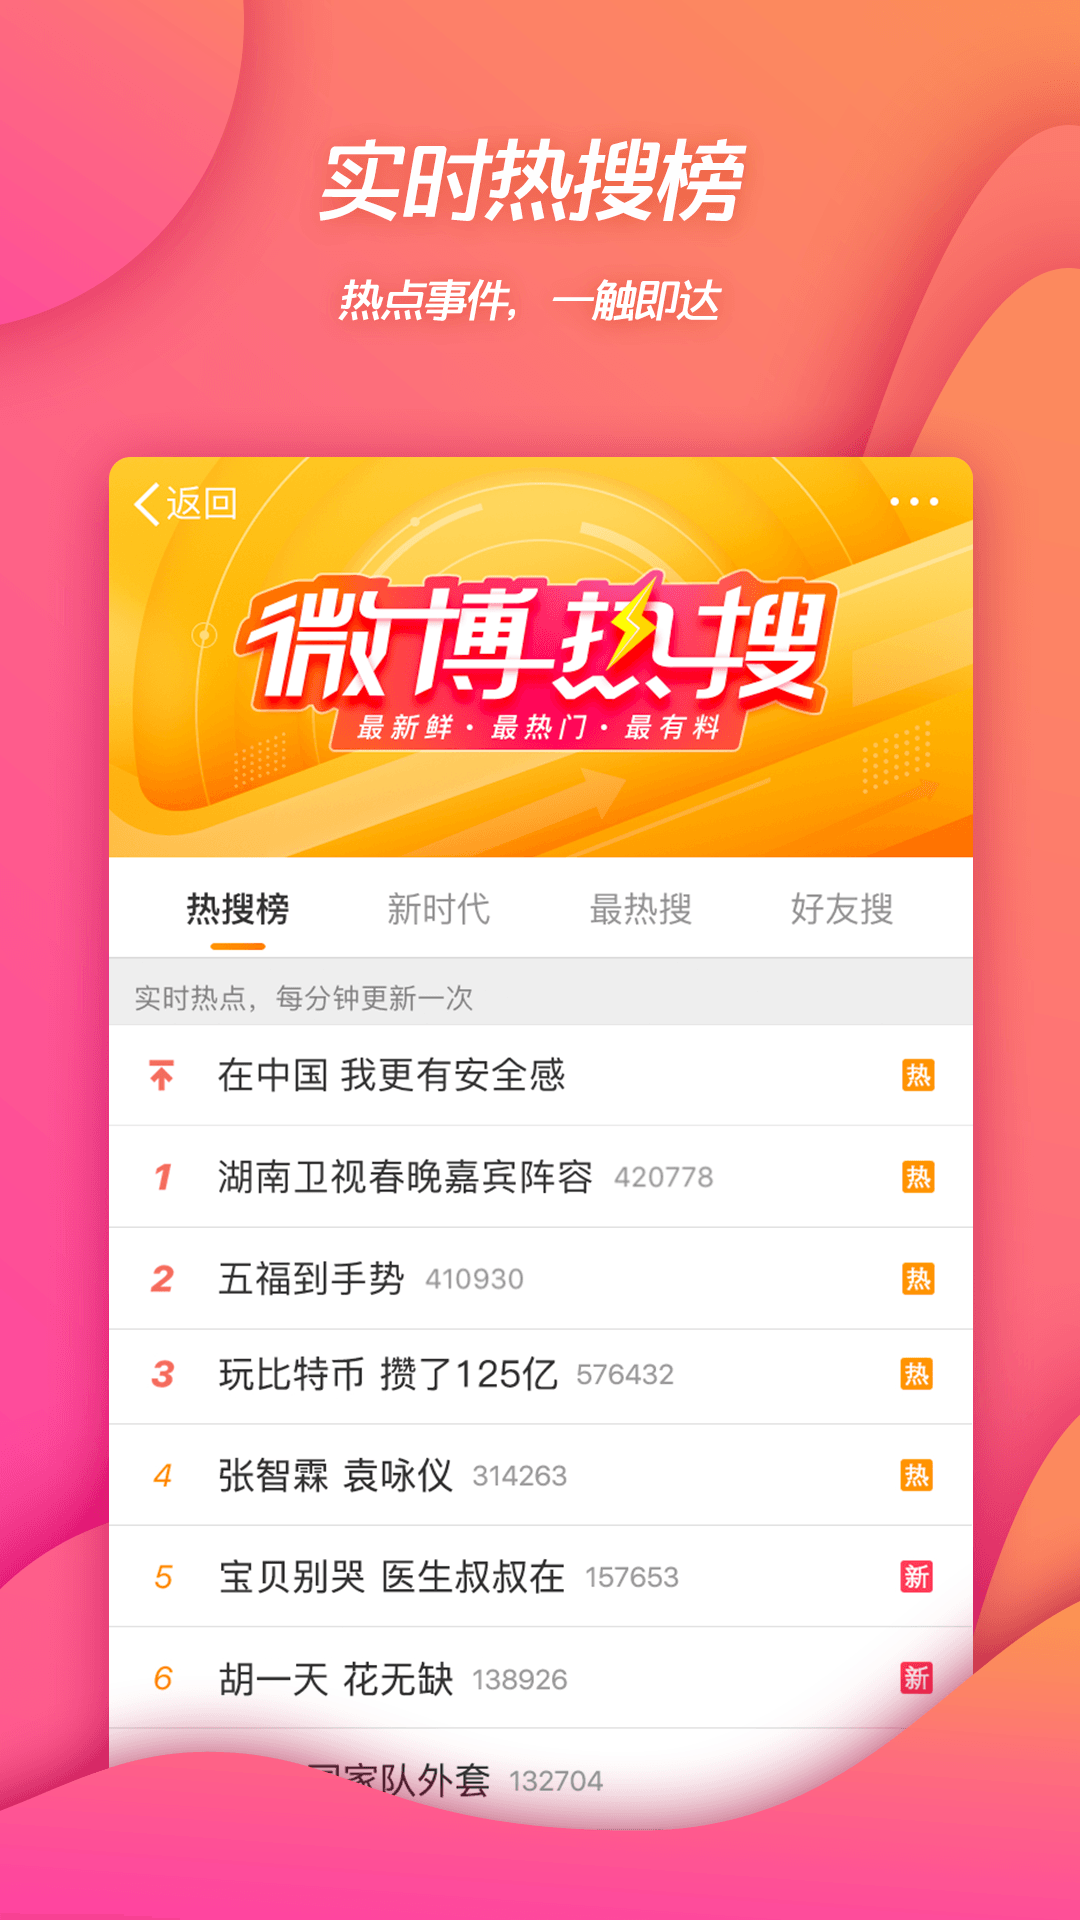 实时热搜榜
热点事件，一触即达
返回
微博热搜
最新鲜·最热门·最有料
热搜榜 新时代 最热搜 好友搜
实时热点，每分钟更新一次
在中国 我更有安全感 热
1 湖南卫视春晚嘉宾阵容 420778 热
2 五福到手势 410930 热
3 玩比特币 攒了125亿 576432 热
4 张智霖 袁咏仪 314263 热
5 宝贝别哭 医生叔叔在 157653 新
6 胡一天 花无缺 138926 新
国家队外套 132704